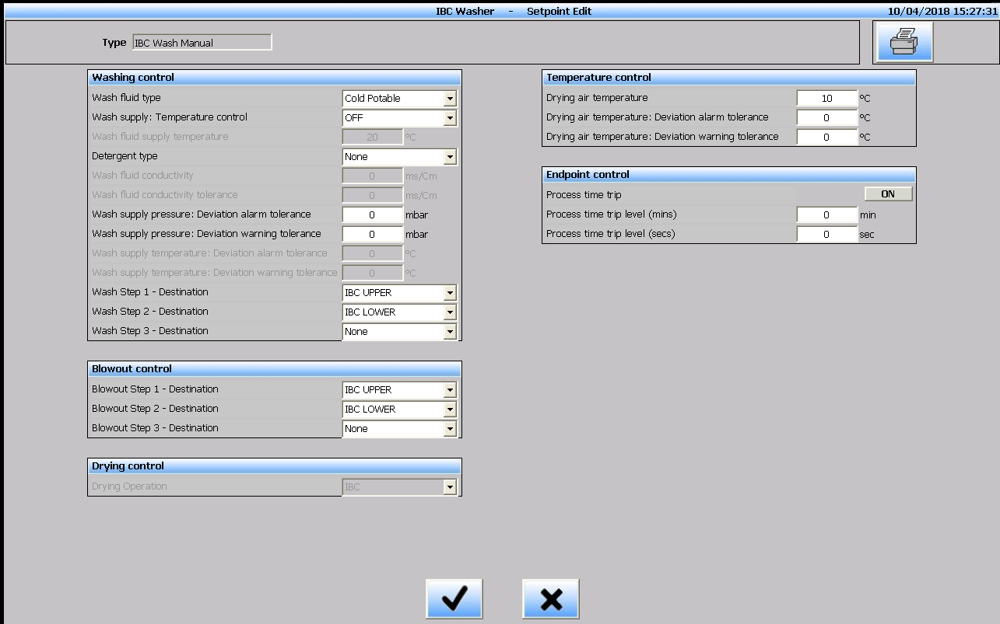 IBC Washer - Setpoint Edit 10/04/2018 15:27:31
Type IBC Wash Manual
Washing control
Wash fluid type Cold Potable
Wash supply: Temperature control OFF
Wash fluid supply temperature 20 ºC
Detergent type None
Wash fluid conductivity 0 ms/Cm
Wash fluid conductivity tolerance 0 ms/Cm
Wash supply pressure: Deviation alarm tolerance 0 mbar
Wash supply pressure: Deviation warning tolerance 0 mbar
Wash supply temperature: Deviation alarm tolerance 0 ºC
Wash supply temperature: Deviation warning tolerance 0 ºC
Wash Step 1 - Destination IBC UPPER
Wash Step 2 - Destination IBC LOWER
Wash Step 3 - Destination None
Blowout control
Blowout Step 1 - Destination IBC UPPER
Blowout Step 2 - Destination IBC LOWER
Blowout Step 3 - Destination None
Drying control
Drying Operation IBC
Temperature control
Drying air temperature 10 ºC
Drying air temperature: Deviation alarm tolerance 0 ºC
Drying air temperature: Deviation warning tolerance 0 ºC
Endpoint control
Process time trip ON
Process time trip level (mins) 0 min
Process time trip level (secs) 0 sec